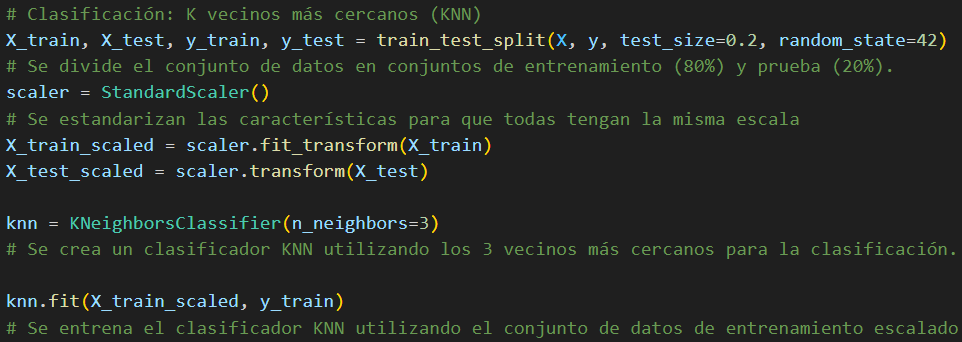 # Clasificación: K vecinos más cercanos (KNN)
X_train, X_test, y_train, y_test = train_test_split(X, y, test_size=0.2, random_state=42)
# Se divide el conjunto de datos en conjuntos de entrenamiento (80%) y prueba (20%).
scaler = StandardScaler()
# Se estandarizan las características para que todas tengan la misma escala
X_train_scaled = scaler.fit_transform(X_train)
X_test_scaled = scaler.transform(X_test)
knn = KNeighborsClassifier(n_neighbors=3)
# Se crea un clasificador KNN utilizando los 3 vecinos más cercanos para la clasificación.
knn.fit(X_train_scaled, y_train)
# Se entrena el clasificador KNN utilizando el conjunto de datos de entrenamiento escalado